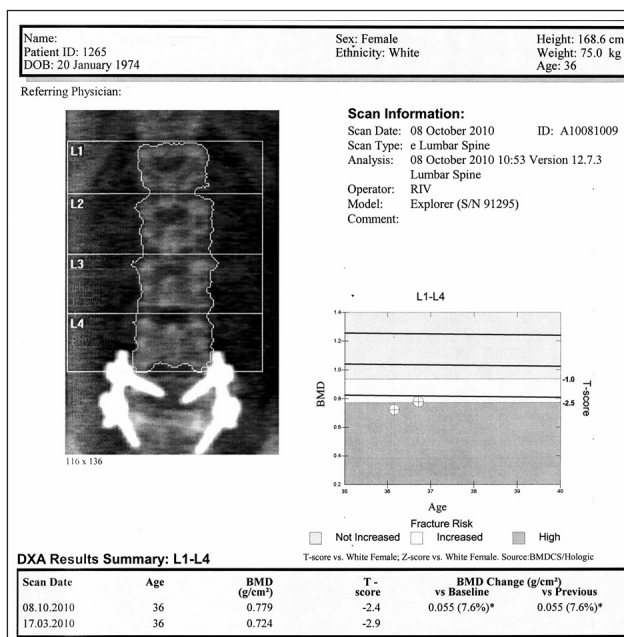 Name: Sex: Female Height: 168.6 cm
Patient ID: 1265 Ethnicity: White Weight: 75.0 kg
DOB: 20 January 1974 Age: 36
Referring Physician:
Scan Information:
Scan Date: 08 October 2010 ID: A10081009
Scan Type: e Lumbar Spine
Analysis: 08 October 2010 10:53 Version 12.7.3
Lumbar Spine
Operator: RIV
Model: Explorer (S/N 91295)
Comment:
L1
L2
L3
L4
116 x 136
L1-L4
1.4
1.2
1.0
0.8
0.6
0.4
0.2
BMD
-1.0
-2.5
T-score
35 36 37 38 39 40
Age
Fracture Risk
Not Increased Increased High
T-score vs. White Female; Z-score vs. White Female. Source:BMDCS/Hologic
DXA Results Summary: L1-L4
Scan Date Age BMD T - BMD Change (g/cm²)
(g/cm²) score vs Baseline vs Previous
08.10.2010 36 0.779 -2.4 0.055 (7.6%)* 0.055 (7.6%)*
17.03.2010 36 0.724 -2.9